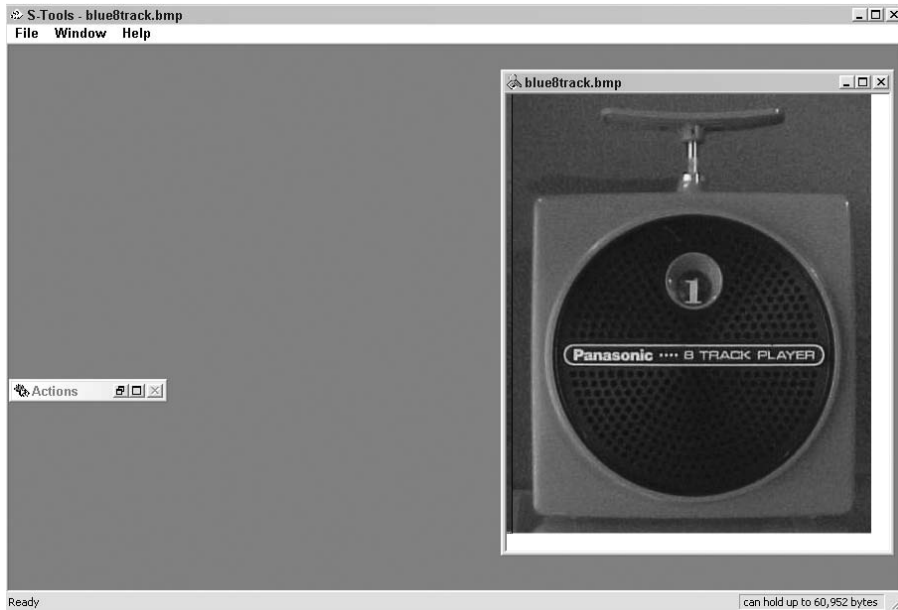 S-Tools - blue8track.bmp
File Window Help
blue8track.bmp
1
Panasonic •••• 8 TRACK PLAYER
Actions
Ready
can hold up to 60,952 bytes